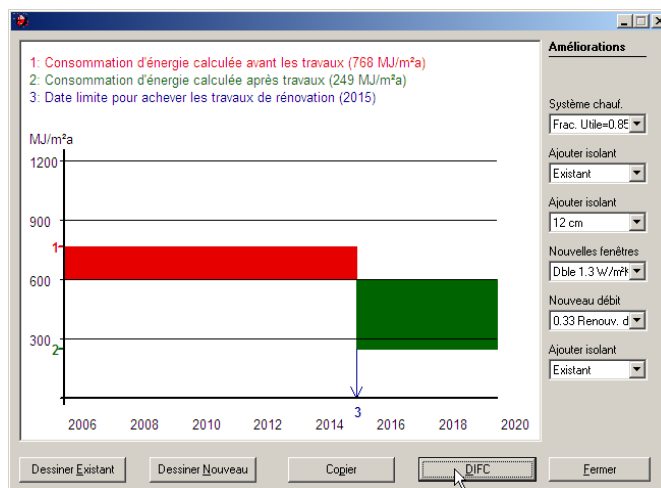 1: Consommation d'énergie calculée avant les travaux (768 MJ/m²a)
2: Consommation d'énergie calculée après travaux (249 MJ/m²a)
3: Date limite pour achever les travaux de rénovation (2015)
MJ/m²a
1200
900
1
600
300
2
3
2006 2008 2010 2012 2014 2016 2018 2020
Améliorations
Système chauf.
Frac. Utile=0.85
Ajouter isolant
Existant
Ajouter isolant
12 cm
Nouvelles fenêtres
Dble 1.3 W/m²
Nouveau débit
0.33 Renouv. d
Ajouter isolant
Existant
Dessiner Existant Dessiner Nouveau Copier DIFC Fermer